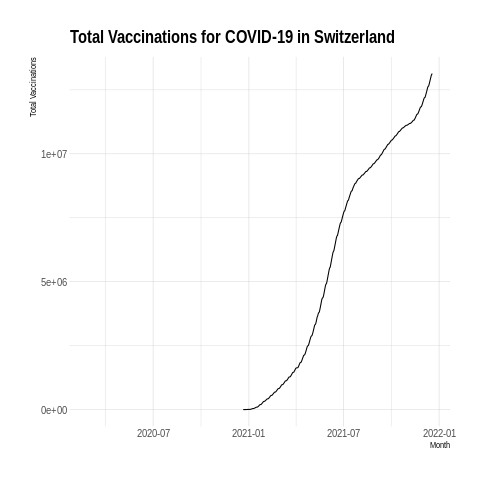 Total Vaccinations for COVID-19 in Switzerland
Total Vaccinations
1e+07
5e+06
0e+00
2020-07 2021-01 2021-07 2022-01
Month